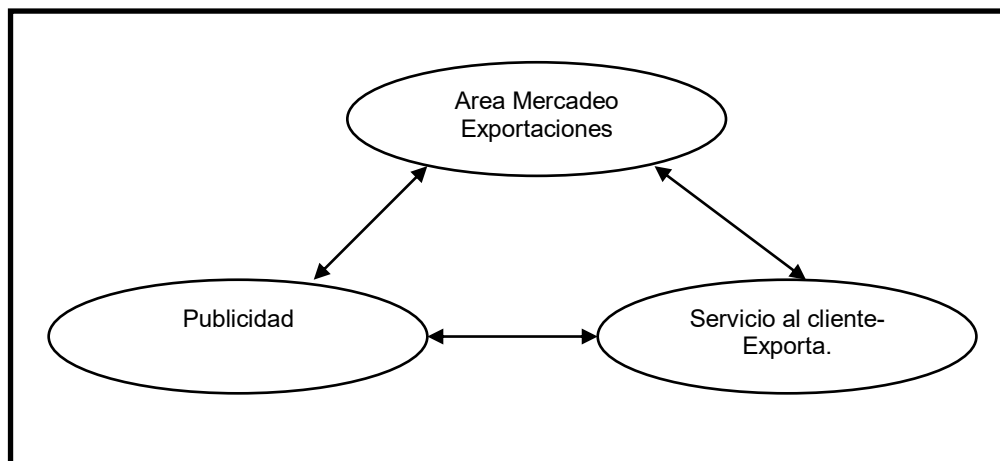 Area Mercadeo
Exportaciones
Publicidad
Servicio al cliente-
Exporta.